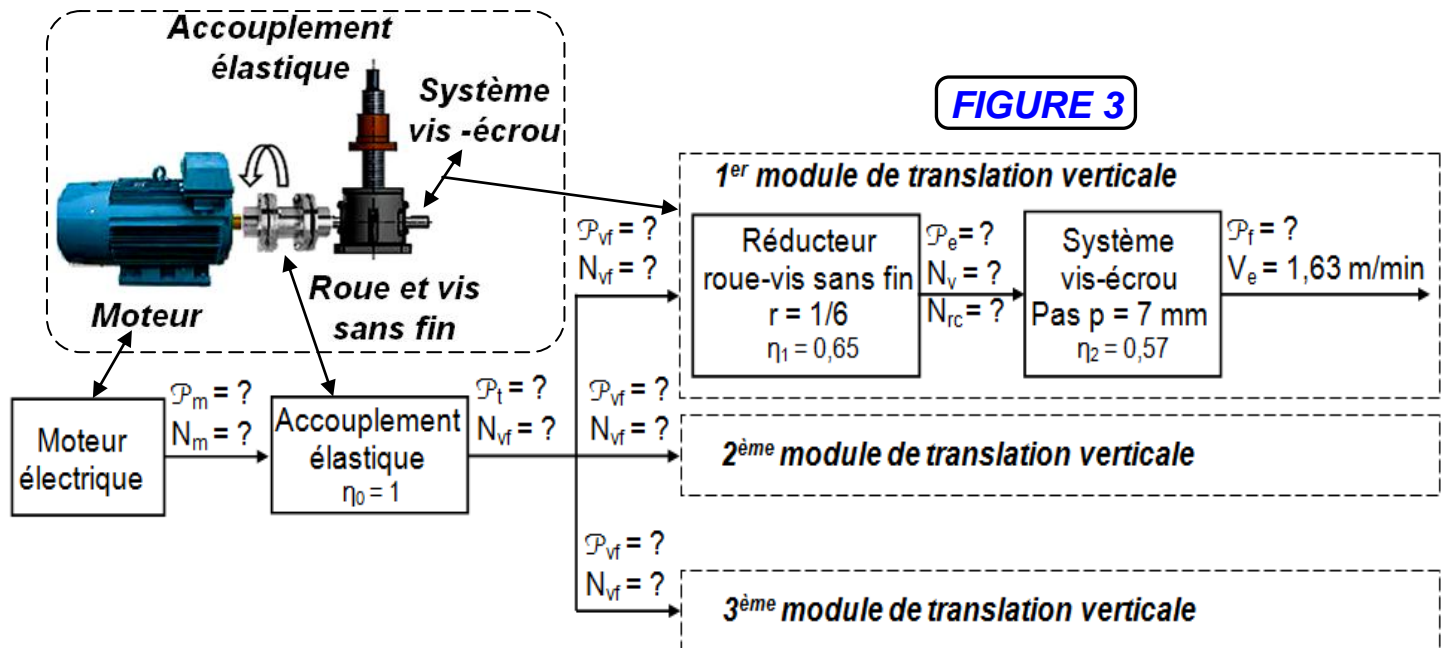 Accouplement
élastique
Système
vis -écrou
Roue et vis
sans fin
Moteur
FIGURE 3
Moteur
électrique
𝒫m = ?
Nm = ?
Accouplement
élastique
η0 = 1
𝒫t = ?
Nvf = ?
𝒫vf = ?
Nvf = ?
1er module de translation verticale
Réducteur
roue-vis sans fin
r = 1/6
η1 = 0,65
𝒫e= ?
Nv = ?
Nrc = ?
Système
vis-écrou
Pas p = 7 mm
η2 = 0,57
𝒫f = ?
Ve = 1,63 m/min
𝒫vf = ?
Nvf = ?
2ème module de translation verticale
𝒫vf = ?
Nvf = ?
3ème module de translation verticale